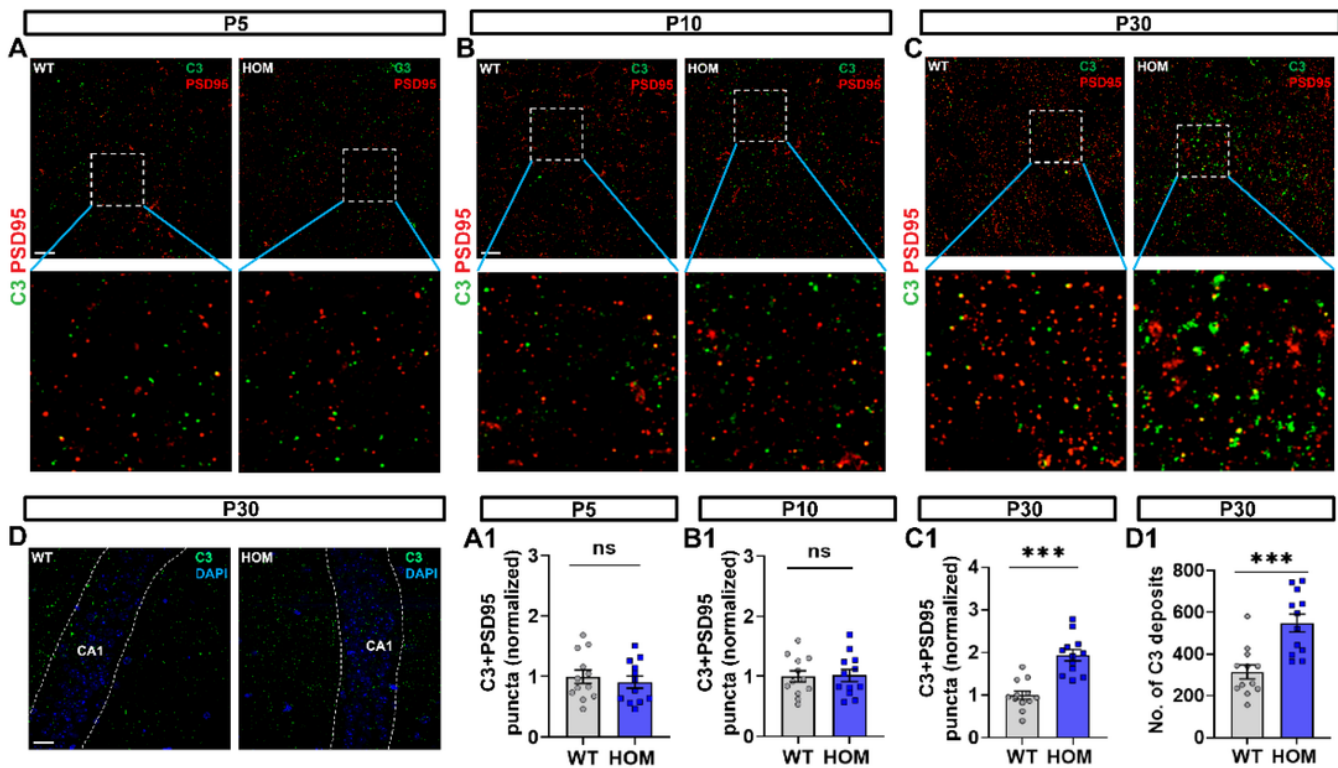 P5
P10
P30
A
WT
C3
PSD95
HOM
C3
PSD95
B
WT
C3
PSD95
HOM
C3
PSD95
C
WT
C3
PSD95
HOM
C3
PSD95
C3 PSD95
C3 PSD95
C3 PSD95
P30
D
WT
C3
DAPI
CA1
HOM
C3
DAPI
CA1
P5
A1
ns
C3+PSD95
puncta (normalized)
3
2
1
0
WT HOM
P10
B1
ns
C3+PSD95
puncta (normalized)
3
2
1
0
WT HOM
P30
C1
***
C3+PSD95
puncta (normalized)
4
3
2
1
0
WT HOM
P30
D1
***
No. of C3 deposits
800
600
400
200
0
WT HOM